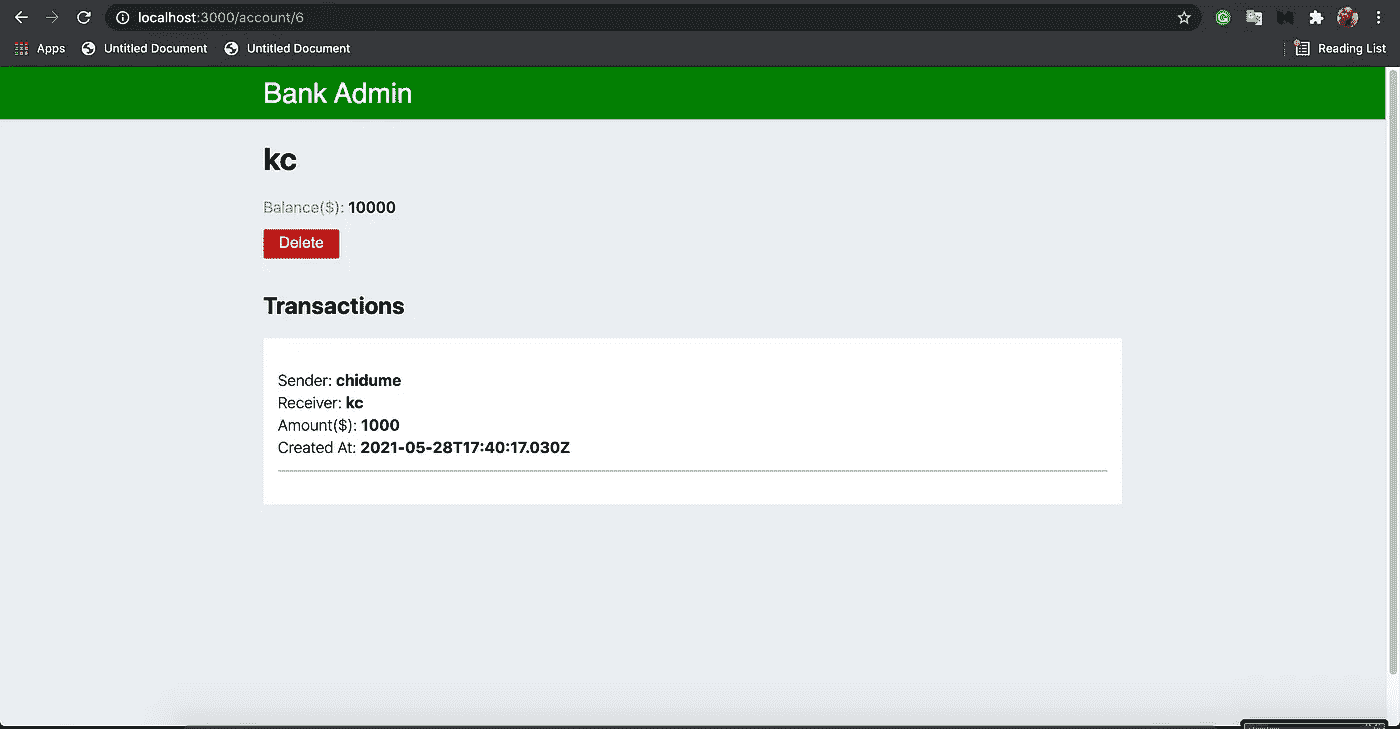 localhost:3000/account/6
Apps Untitled Document Untitled Document Reading List
Bank Admin
kc
Balance($): 10000
Delete
Transactions
Sender: chidume
Receiver: kc
Amount($): 1000
Created At: 2021-05-28T17:40:17.030Z